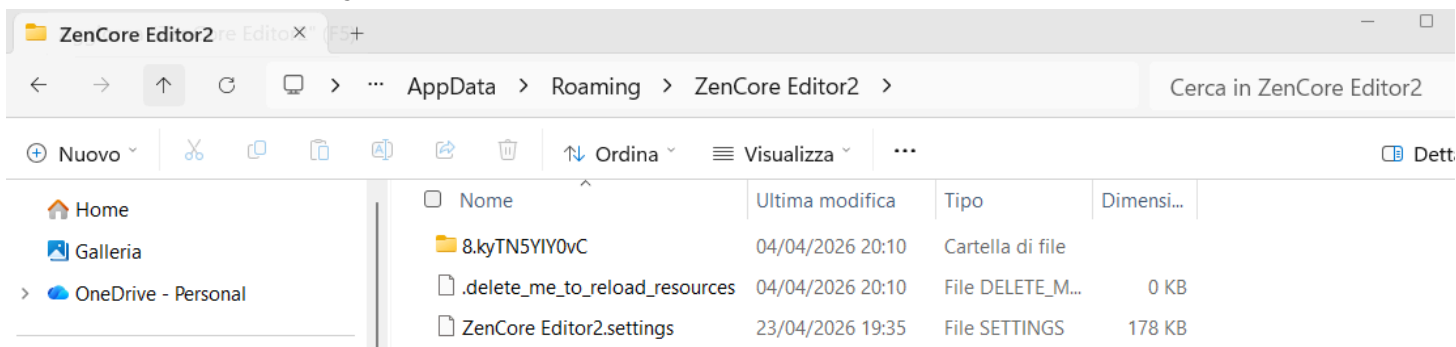 ZenCore Editor2
AppData > Roaming > ZenCore Editor2 >
Cerca in ZenCore Editor2
Nuovo
Ordina
Visualizza
Dett
Home
Galleria
OneDrive - Personal
Nome Ultima modifica Tipo Dimensi...
8.kyTN5YIY0vC 04/04/2026 20:10 Cartella di file
.delete_me_to_reload_resources 04/04/2026 20:10 File DELETE_M... 0 KB
ZenCore Editor2.settings 23/04/2026 19:35 File SETTINGS 178 KB